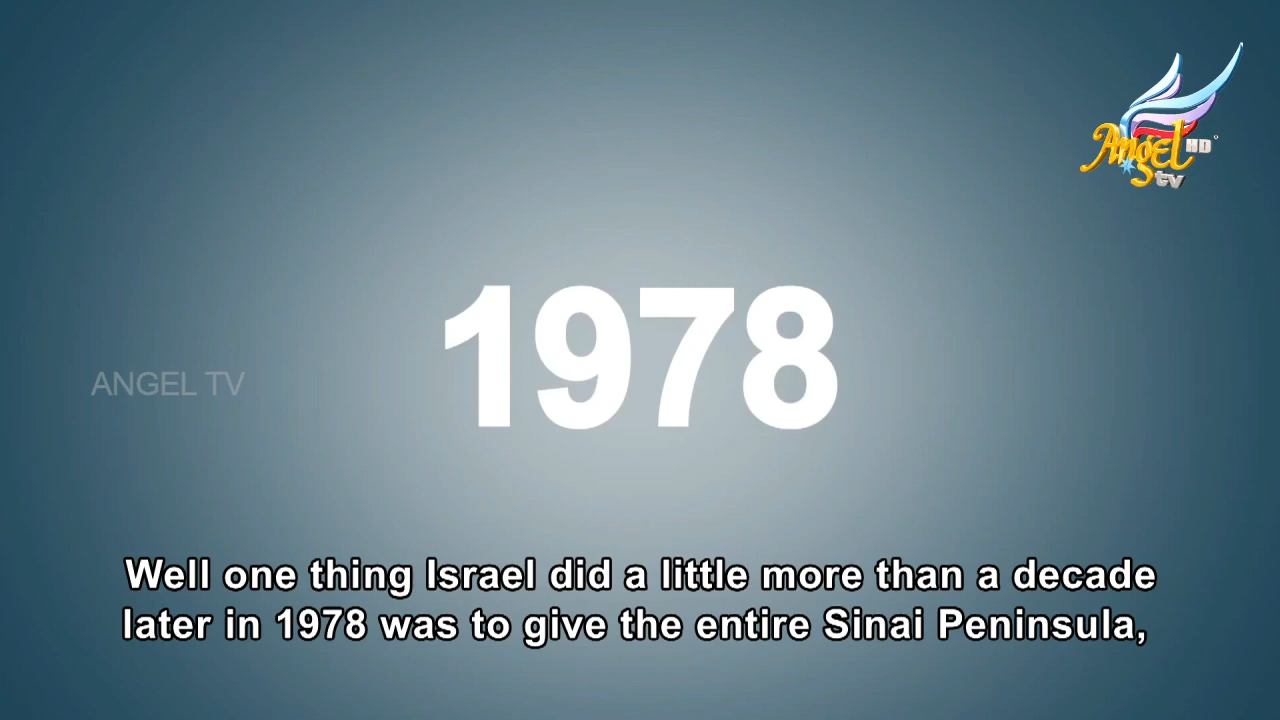 Angel HD
tv
1978
ANGEL TV
Well one thing Israel did a little more than a decade
later in 1978 was to give the entire Sinai Peninsula,